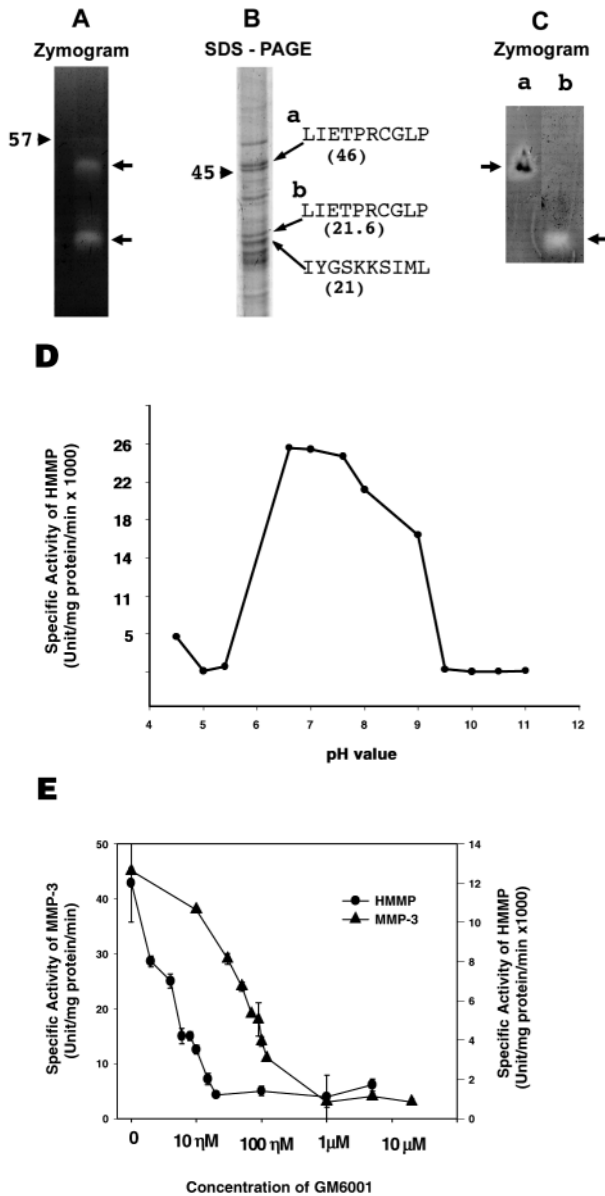 A
B
C
Zymogram
SDS - PAGE
Zymogram
a
b
57
45
a
LIETPRCGLP
(46)
b
LIETPRCGLP
(21.6)
IYGSKKSIML
(21)
D
Specific Activity of HMMP
(Unit/mg protein/min x 1000)
26
22
18
14
11
5
4 5 6 7 8 9 10 11 12
pH value
E
Specific Activity of MMP-3
(Unit/mg protein/min)
50
40
30
20
10
0
HMMP
MMP-3
14
12
10
8
6
4
2
0
Specific Activity of HMMP
(Unit/mg protein/min x1000)
0 10 ηM 100 ηM 1μM 10 μM
Concentration of GM6001